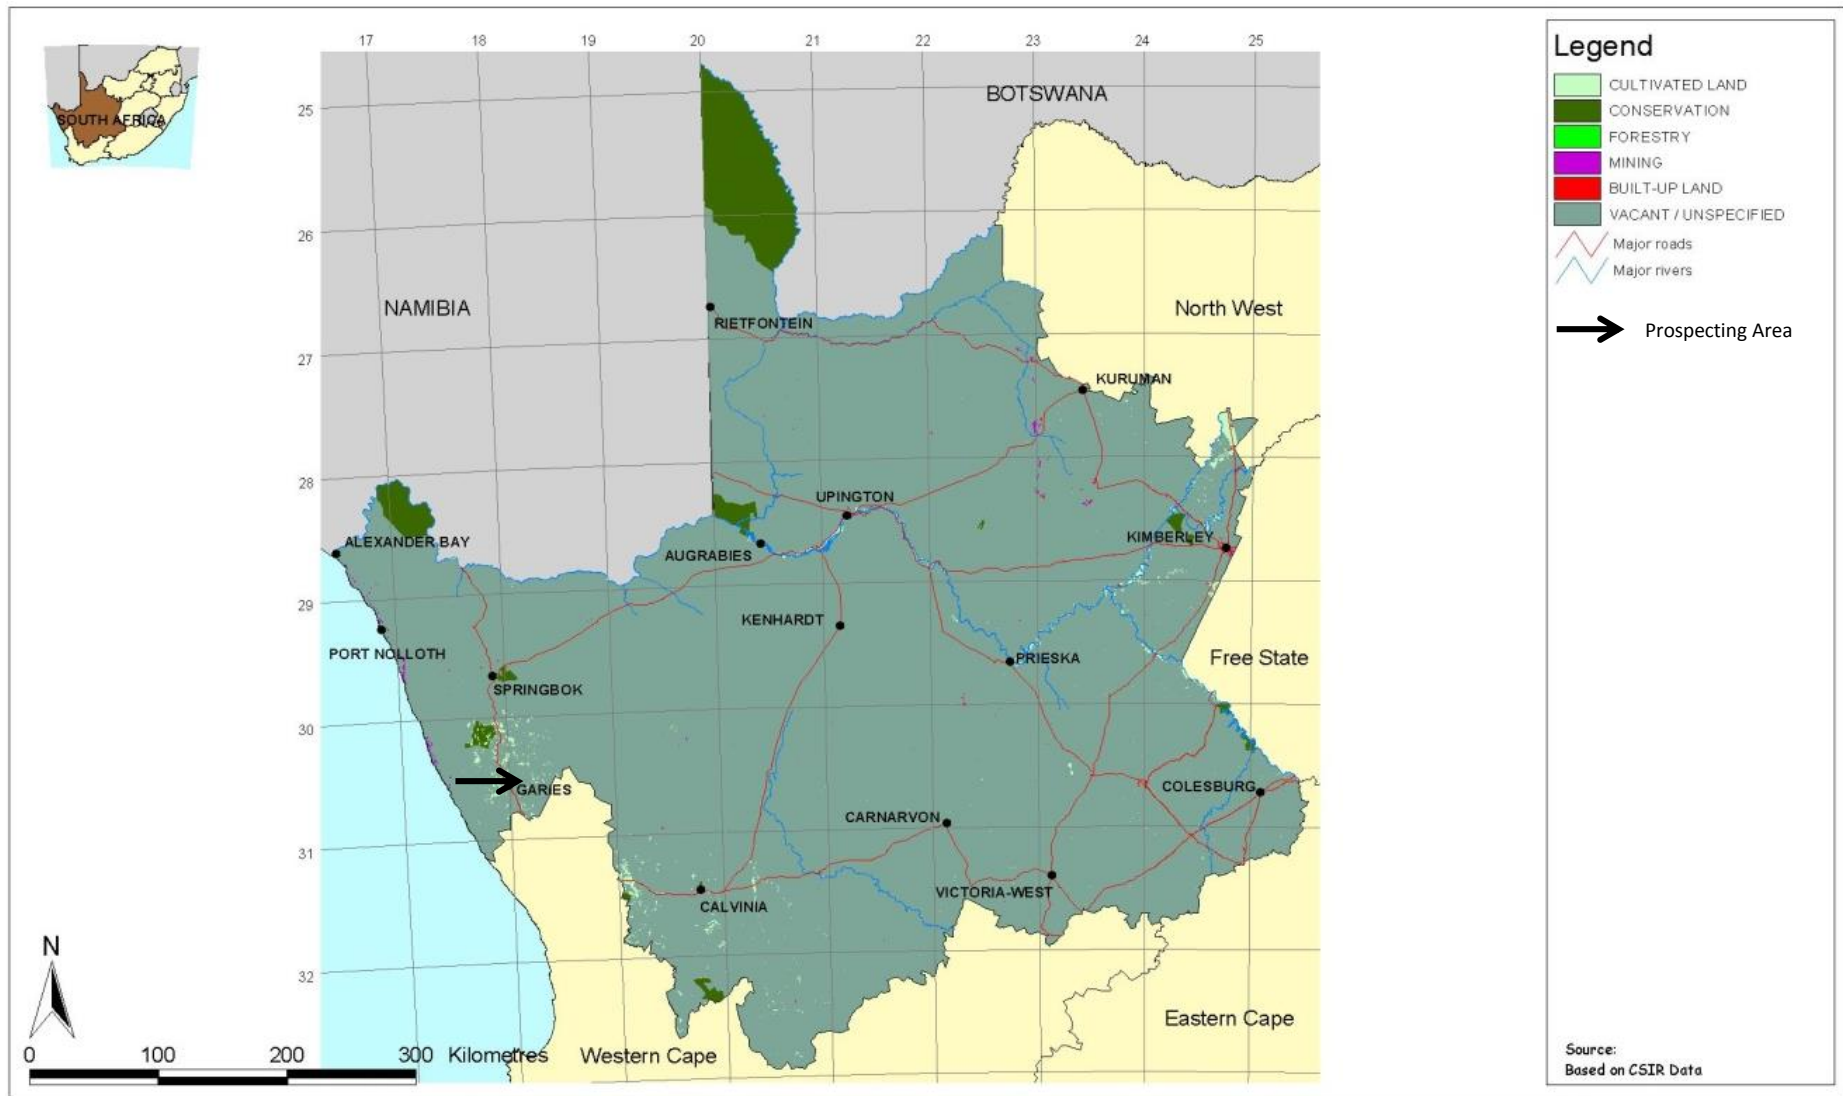 17 18 19 20 21 22 23 24 25
SOUTH AFRICA
25
26
27
28
29
30
31
32
BOTSWANA
NAMIBIA
North West
RIETFONTEIN
KURUMAN
UPINGTON
ALEXANDER BAY
AUGRABIES
KIMBERLEY
KENHARDT
PORT NOLLOTH
PRIESKA
Free State
SPRINGBOK
GARIES
COLESBURG
CARNARVON
VICTORIA-WEST
CALVINIA
Eastern Cape
Western Cape
N
0 100 200 300 Kilometres
Legend
CULTIVATED LAND
CONSERVATION
FORESTRY
MINING
BUILT-UP LAND
VACANT / UNSPECIFIED
Major roads
Major rivers
Prospecting Area
Source:
Based on CSIR Data